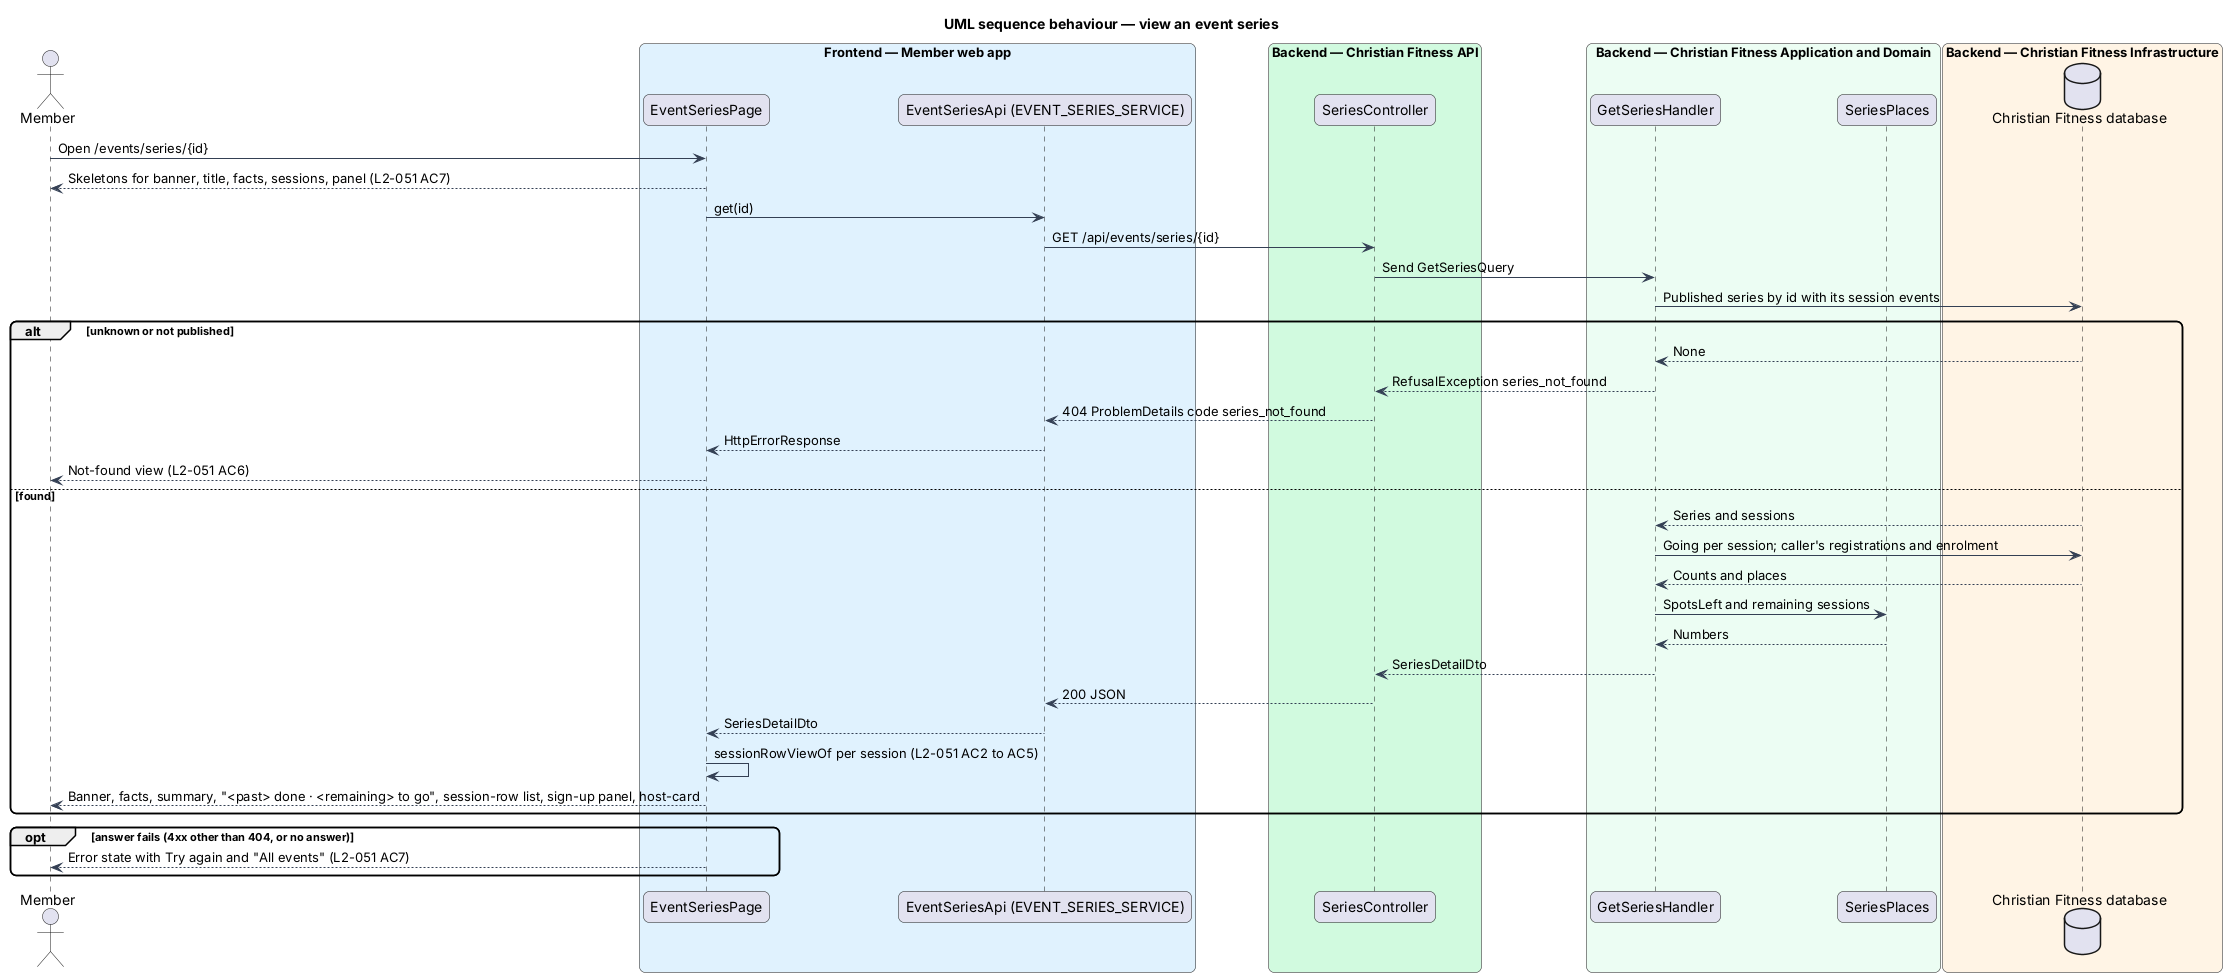 UML sequence behaviour — view an event series
Frontend — Member web app
Backend — Christian Fitness API
Backend — Christian Fitness Application and Domain
Backend — Christian Fitness Infrastructure
Member
EventSeriesPage
EventSeriesApi (EVENT_SERIES_SERVICE)
SeriesController
GetSeriesHandler
SeriesPlaces
Christian Fitness database
Open /events/series/{id}
Skeletons for banner, title, facts, sessions, panel (L2-051 AC7)
get(id)
GET /api/events/series/{id}
Send GetSeriesQuery
Published series by id with its session events
alt
[unknown or not published]
None
RefusalException series_not_found
404 ProblemDetails code series_not_found
HttpErrorResponse
Not-found view (L2-051 AC6)
[found]
Series and sessions
Going per session; caller's registrations and enrolment
Counts and places
SpotsLeft and remaining sessions
Numbers
SeriesDetailDto
200 JSON
SeriesDetailDto
sessionRowViewOf per session (L2-051 AC2 to AC5)
Banner, facts, summary, "<past> done · <remaining> to go", session-row list, sign-up panel, host-card
opt
[answer fails (4xx other than 404, or no answer)]
Error state with Try again and "All events" (L2-051 AC7)
Member
EventSeriesPage
EventSeriesApi (EVENT_SERIES_SERVICE)
SeriesController
GetSeriesHandler
SeriesPlaces
Christian Fitness database